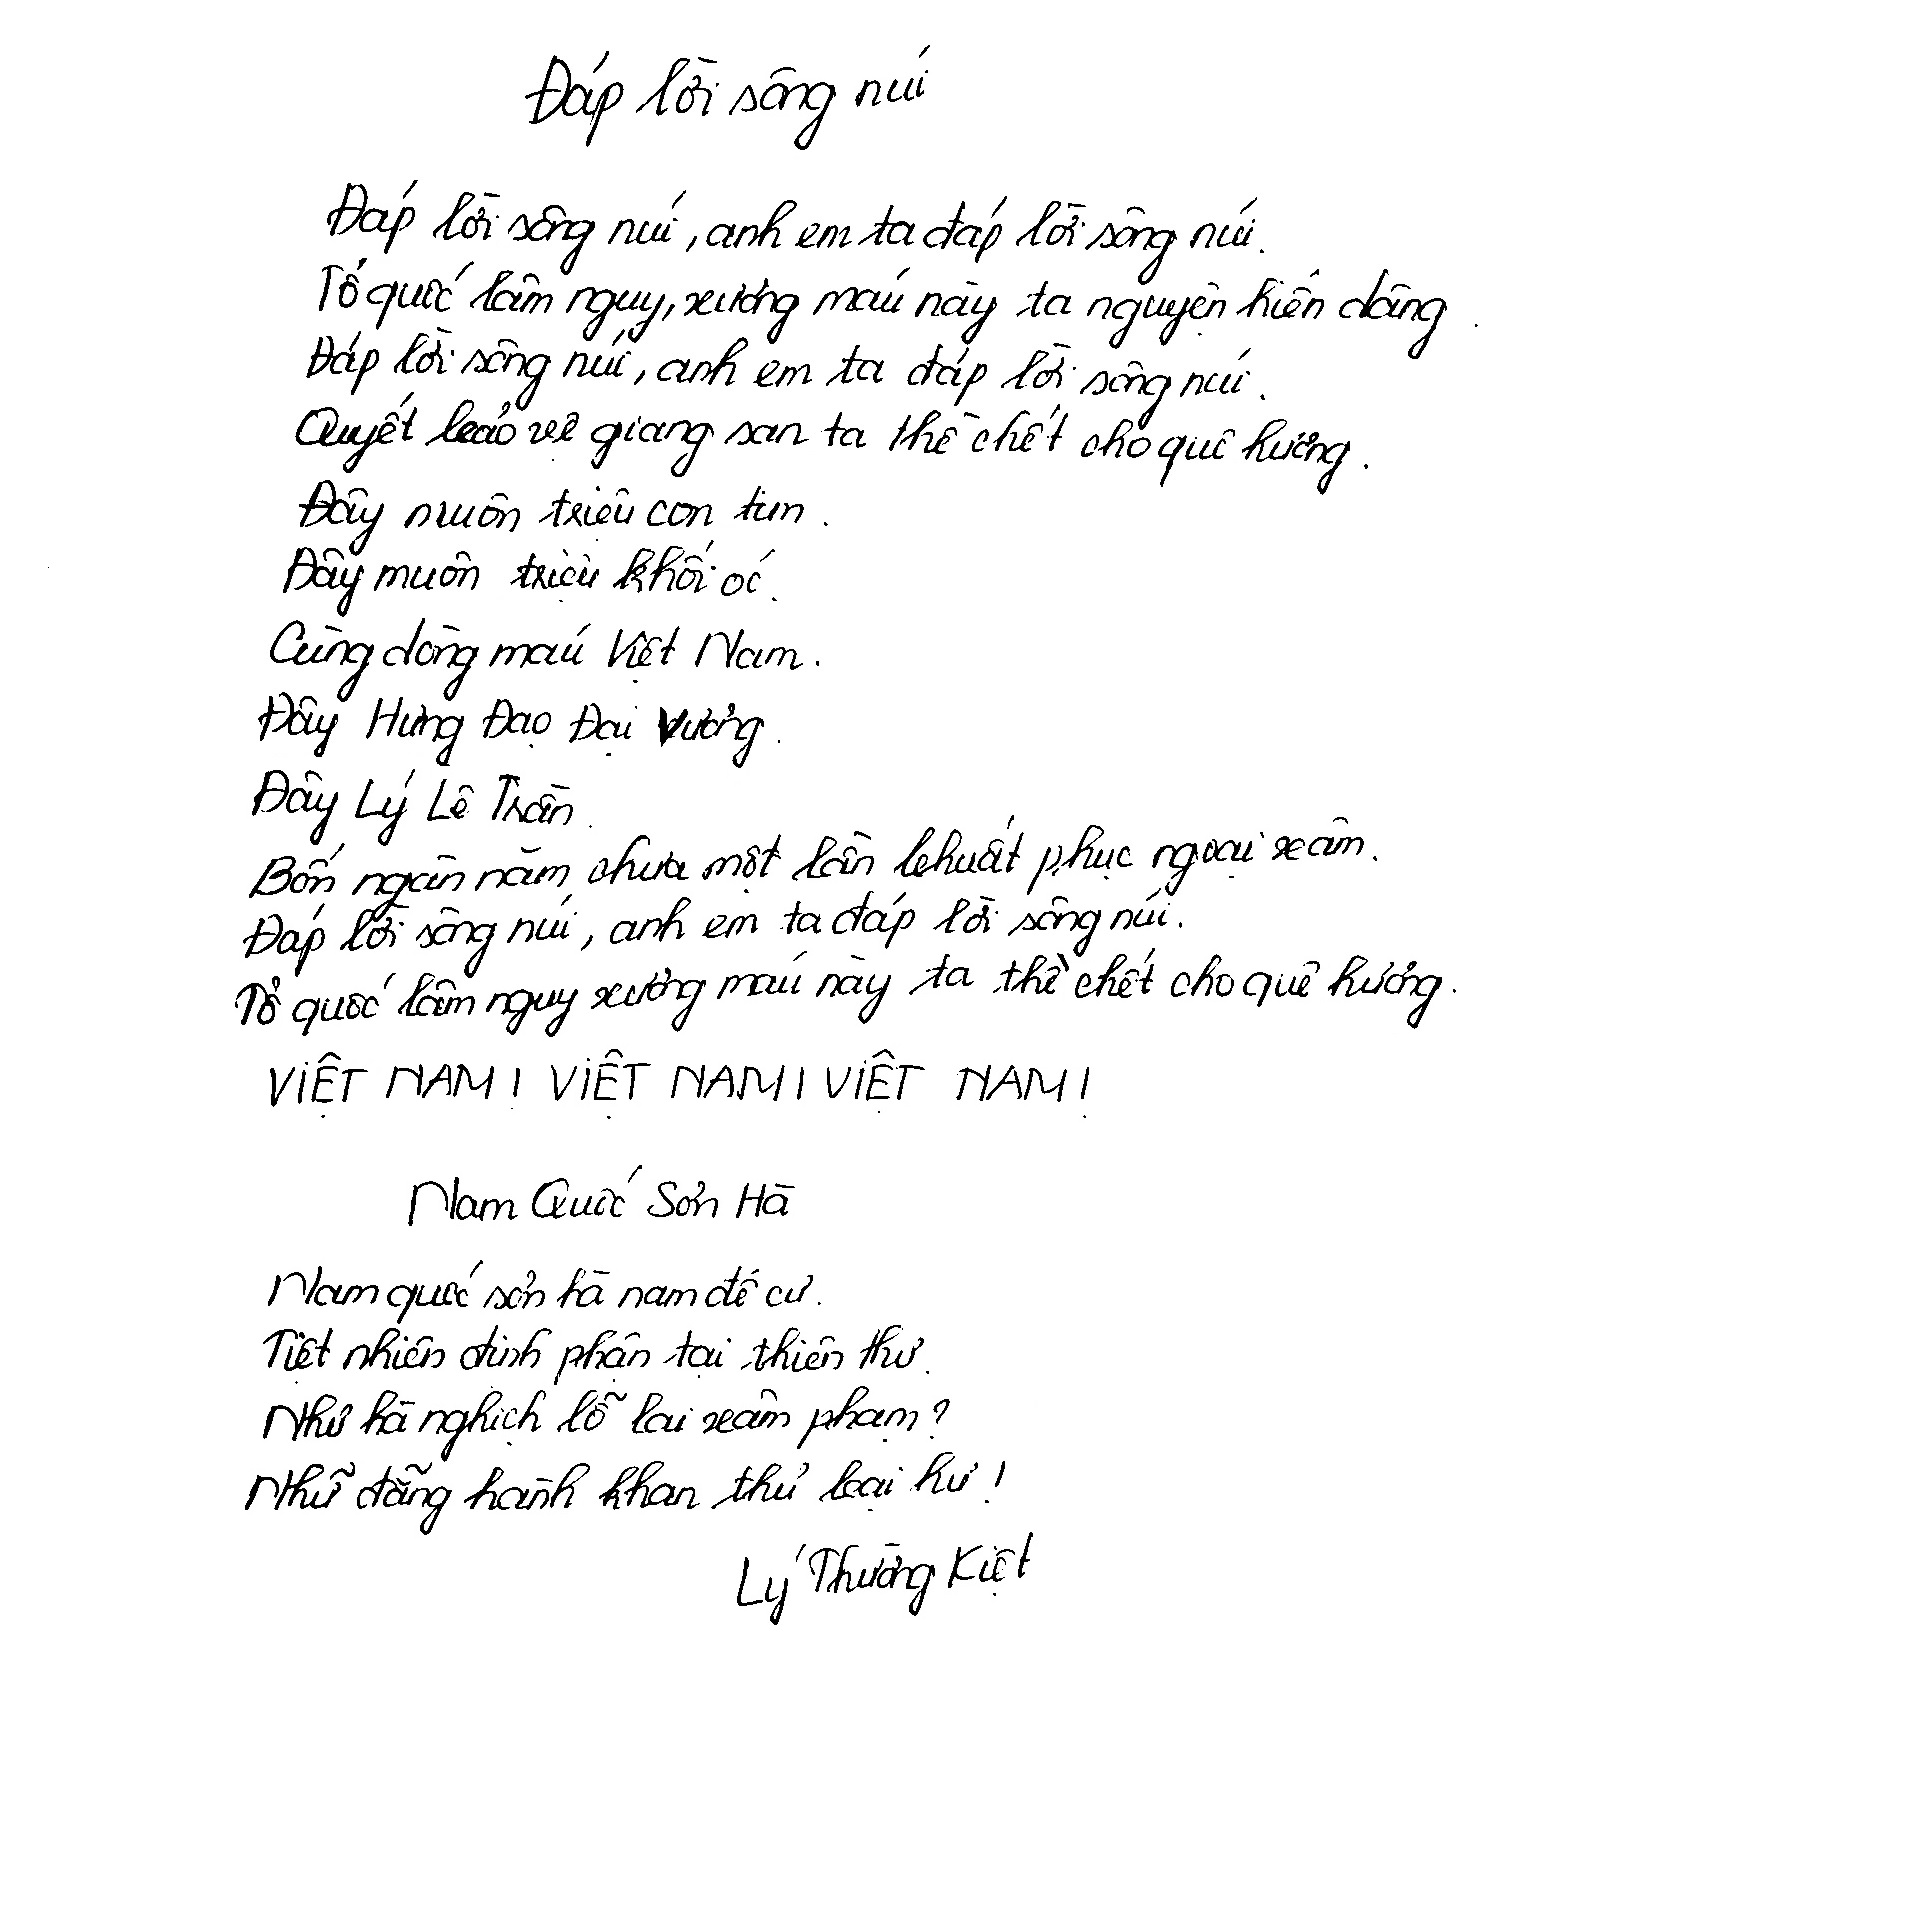 Đáp lời sông núi
Đáp lời sông núi, anh em ta đáp lời sông núi.
Tổ quốc lâm nguy, xương máu này ta nguyện hiến dâng.
Đáp lời sông núi, anh em ta đáp lời sông núi.
Quyết bảo vệ giang san ta thề chết cho quê hương.
Đây muôn triệu con tim.
Đây muôn triệu khối óc.
Cùng dòng máu Việt Nam.
Đây Hưng Đạo Đại Vương.
Đây Lý Lê Trần.
Bốn ngàn năm chưa một lần khuất phục ngoại xâm.
Đáp lời sông núi, anh em ta đáp lời sông núi.
Tổ quốc lâm nguy xương máu này ta thề chết cho quê hương.
VIỆT NAM! VIỆT NAM! VIỆT NAM!
Nam Quốc Sơn Hà
Nam quốc sơn hà nam đế cư.
Tiệt nhiên định phận tại thiên thư.
Như hà nghịch lỗ lai xâm phạm?
Nhữ đẵng hành khan thủ bại hư!
Lý Thường Kiệt